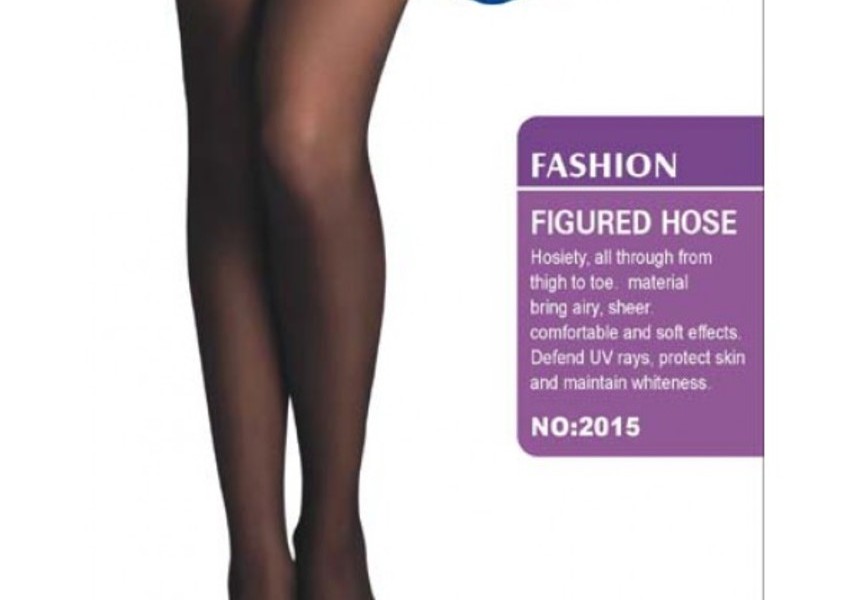 FASHION
FIGURED HOSE
Hosiety, all through from
thigh to toe. material
bring airy, sheer.
comfortable and soft effects.
Defend UV rays, protect skin
and maintain whiteness.
NO:2015